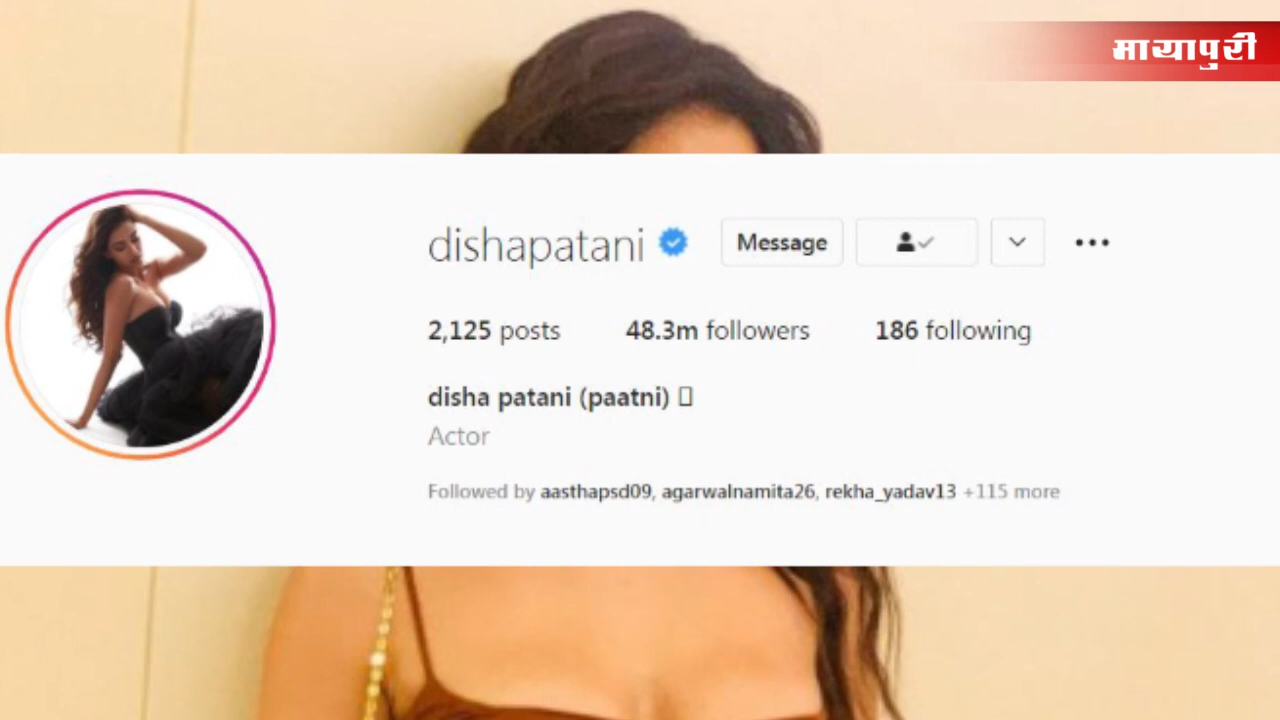 मायापुरी
dishapatani
Message
2,125 posts 48.3m followers 186 following
disha patani (paatni) 
Actor
Followed by aasthapsd09, agarwalnamita26, rekha_yadav13 +115 more